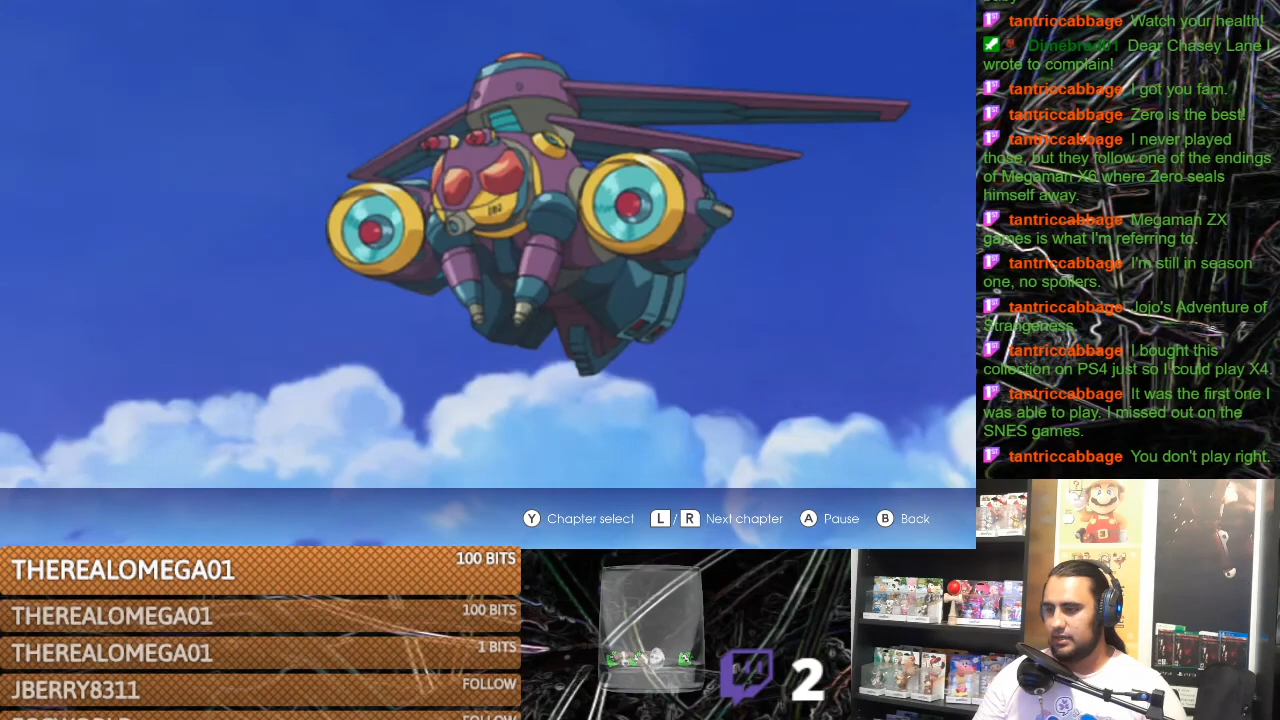 Y Chapter select L / R Next chapter A Pause B Back
tantriccabbage Watch your health!
Dimebred01 Dear Chasey Lane I
wrote to complain!
tantriccabbage I got you fam.
tantriccabbage Zero is the best!
tantriccabbage I never played
those, but they follow one of the endings
of Megaman X6 where Zero seals
himself away.
tantriccabbage Megaman ZX
games is what I'm referring to.
tantriccabbage I'm still in season
one, no spoilers.
tantriccabbage Jojo's Adventure of
Strangeness.
tantriccabbage I bought this
collection on PS4 just so I could play X4.
tantriccabbage It was the first one I
was able to play. I missed out on the
SNES games.
tantriccabbage You don't play right.
THEREALOMEGA01 100 BITS
THEREALOMEGA01 100 BITS
THEREALOMEGA01 1 BITS
JBERRY8311 FOLLOW
2